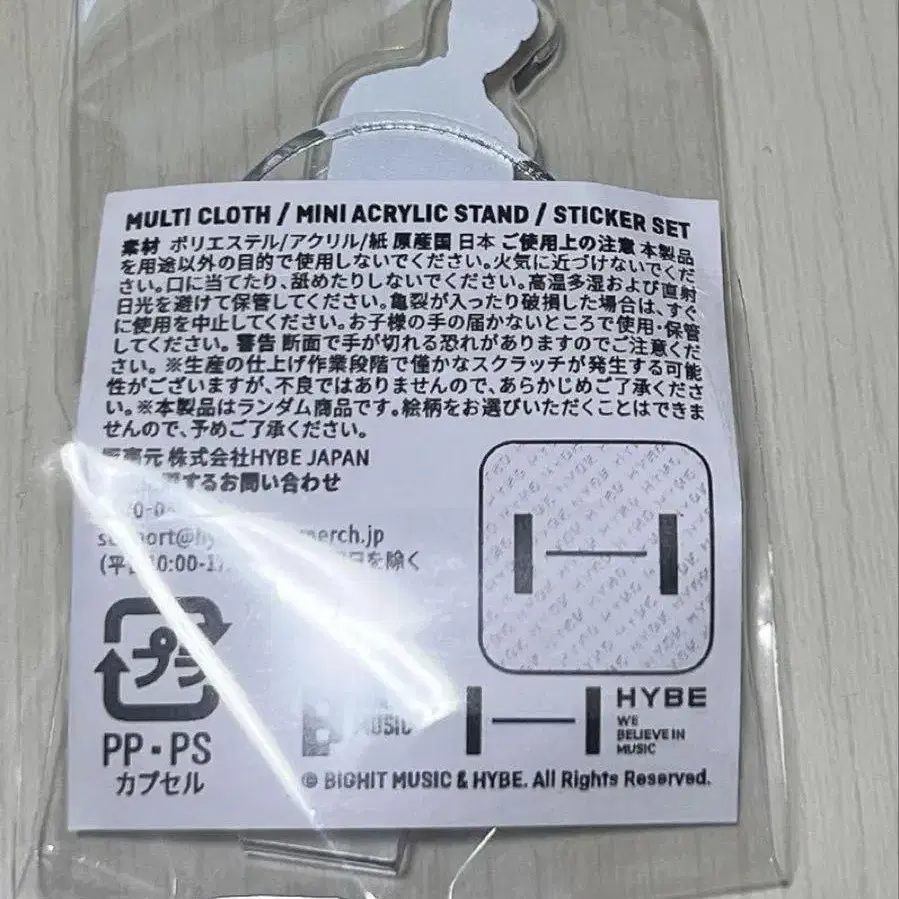 MULTI CLOTH / MINI ACRYLIC STAND / STICKER SET
素材 ポリエステル/アクリル/紙 原産国 日本 ご使用上の注意 本製品
を用途以外の目的で使用しないでください。火気に近づけないでくだ
さい。口に当てたり、舐めたりしないでください。高温多湿および直射
日光を避けて保管してください。亀裂が入ったり破損した場合は、すぐ
に使用を中止してください。お子様の手の届かないところで使用・保管
してください。 警告 断面で手が切れる恐れがありますのでご注意くだ
さい。 ※生産の仕上げ作業段階で僅かなスクラッチが発生する可能
性がございますが、不良ではありませんので、あらかじめご了承くださ
い。※本製品はランダム商品です。絵柄をお選びいただくことはできま
せんので、予めご了承ください。
元 株式会社HYBE JAPAN
するお問い合わせ
merch.jp
を除く
プラ
PP・PS
カプセル
MUSIC
HYBE
WE
BELIEVE IN
MUSIC
© BIGHIT MUSIC & HYBE. All Rights Reserved.